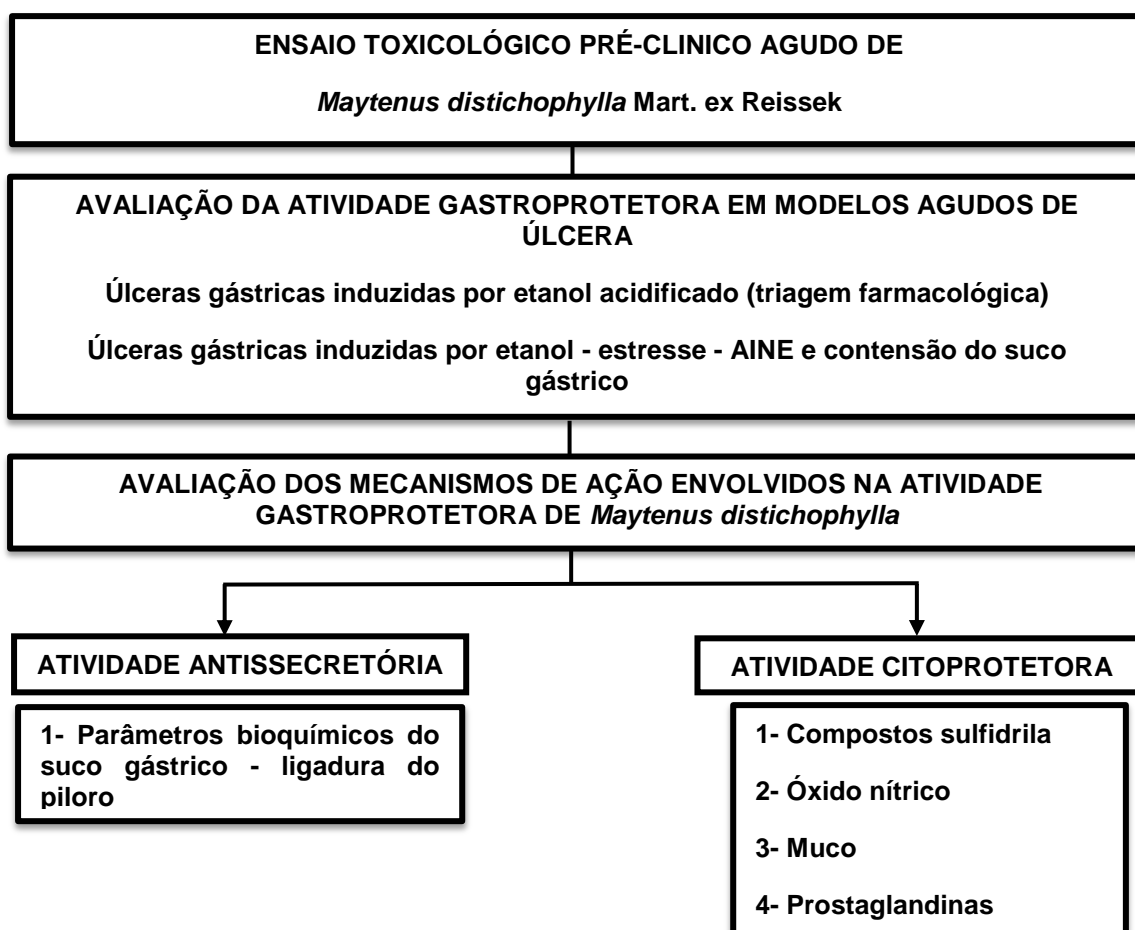 ENSAIO TOXICOLÓGICO PRÉ-CLINICO AGUDO DE
Maytenus distichophylla Mart. ex Reissek
AVALIAÇÃO DA ATIVIDADE GASTROPROTETORA EM MODELOS AGUDOS DE
ÚLCERA
Úlceras gástricas induzidas por etanol acidificado (triagem farmacológica)
Úlceras gástricas induzidas por etanol - estresse - AINE e contensão do suco
gástrico
AVALIAÇÃO DOS MECANISMOS DE AÇÃO ENVOLVIDOS NA ATIVIDADE
GASTROPROTETORA DE Maytenus distichophylla
ATIVIDADE ANTISSECRETÓRIA
1- Parâmetros bioquímicos do
suco gástrico - ligadura do
piloro
ATIVIDADE CITOPROTETORA
1- Compostos sulfidrila
2- Óxido nítrico
3- Muco
4- Prostaglandinas